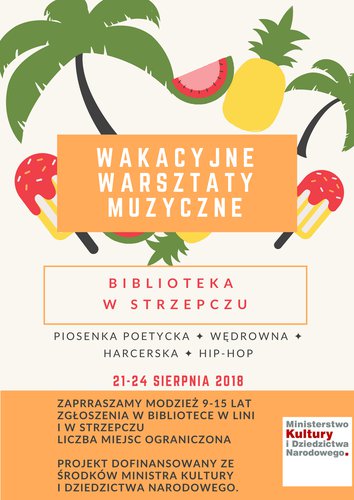 WAKACYJNE
WARSZTATY
MUZYCZNE
BIBLIOTEKA
W STRZEPCZU
PIOSENKA POETYCKA ✦ WĘDROWNA ✦
HARCERSKA ✦ HIP-HOP
21-24 SIERPNIA 2018
ZAPRRASZAMY MODZIEŻ 9-15 LAT
ZGŁOSZENIA W BIBLIOTECE W LINI
I W STRZEPCZU
LICZBA MIEJSC OGRANICZONA
PROJEKT DOFINANSOWANY ZE
ŚRODKÓW MINISTRA KULTURY
I DZIEDZICTWA NARODOWEGO.
Ministerstwo
Kultury
i Dziedzictwa
Narodowego.